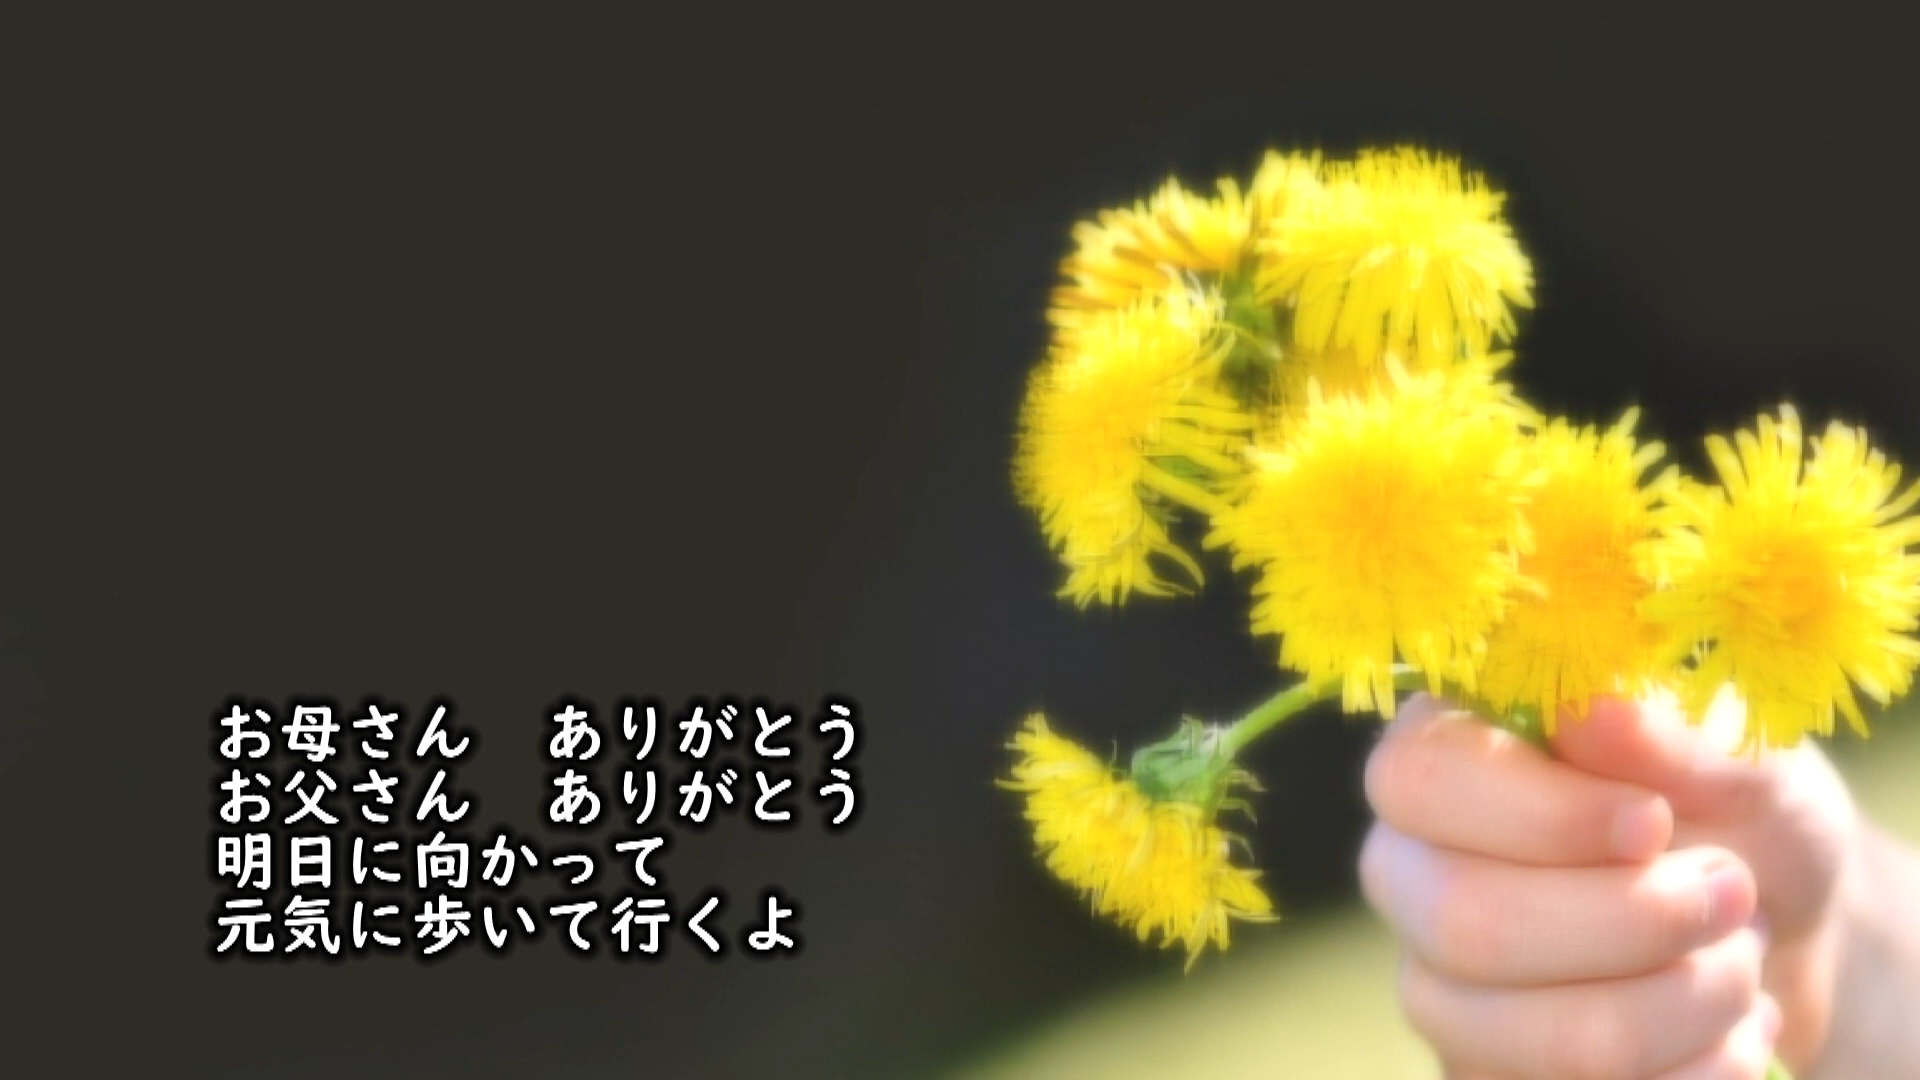 お母さん　ありがとう
お父さん　ありがとう
明日に向かって
元気に歩いて行くよ